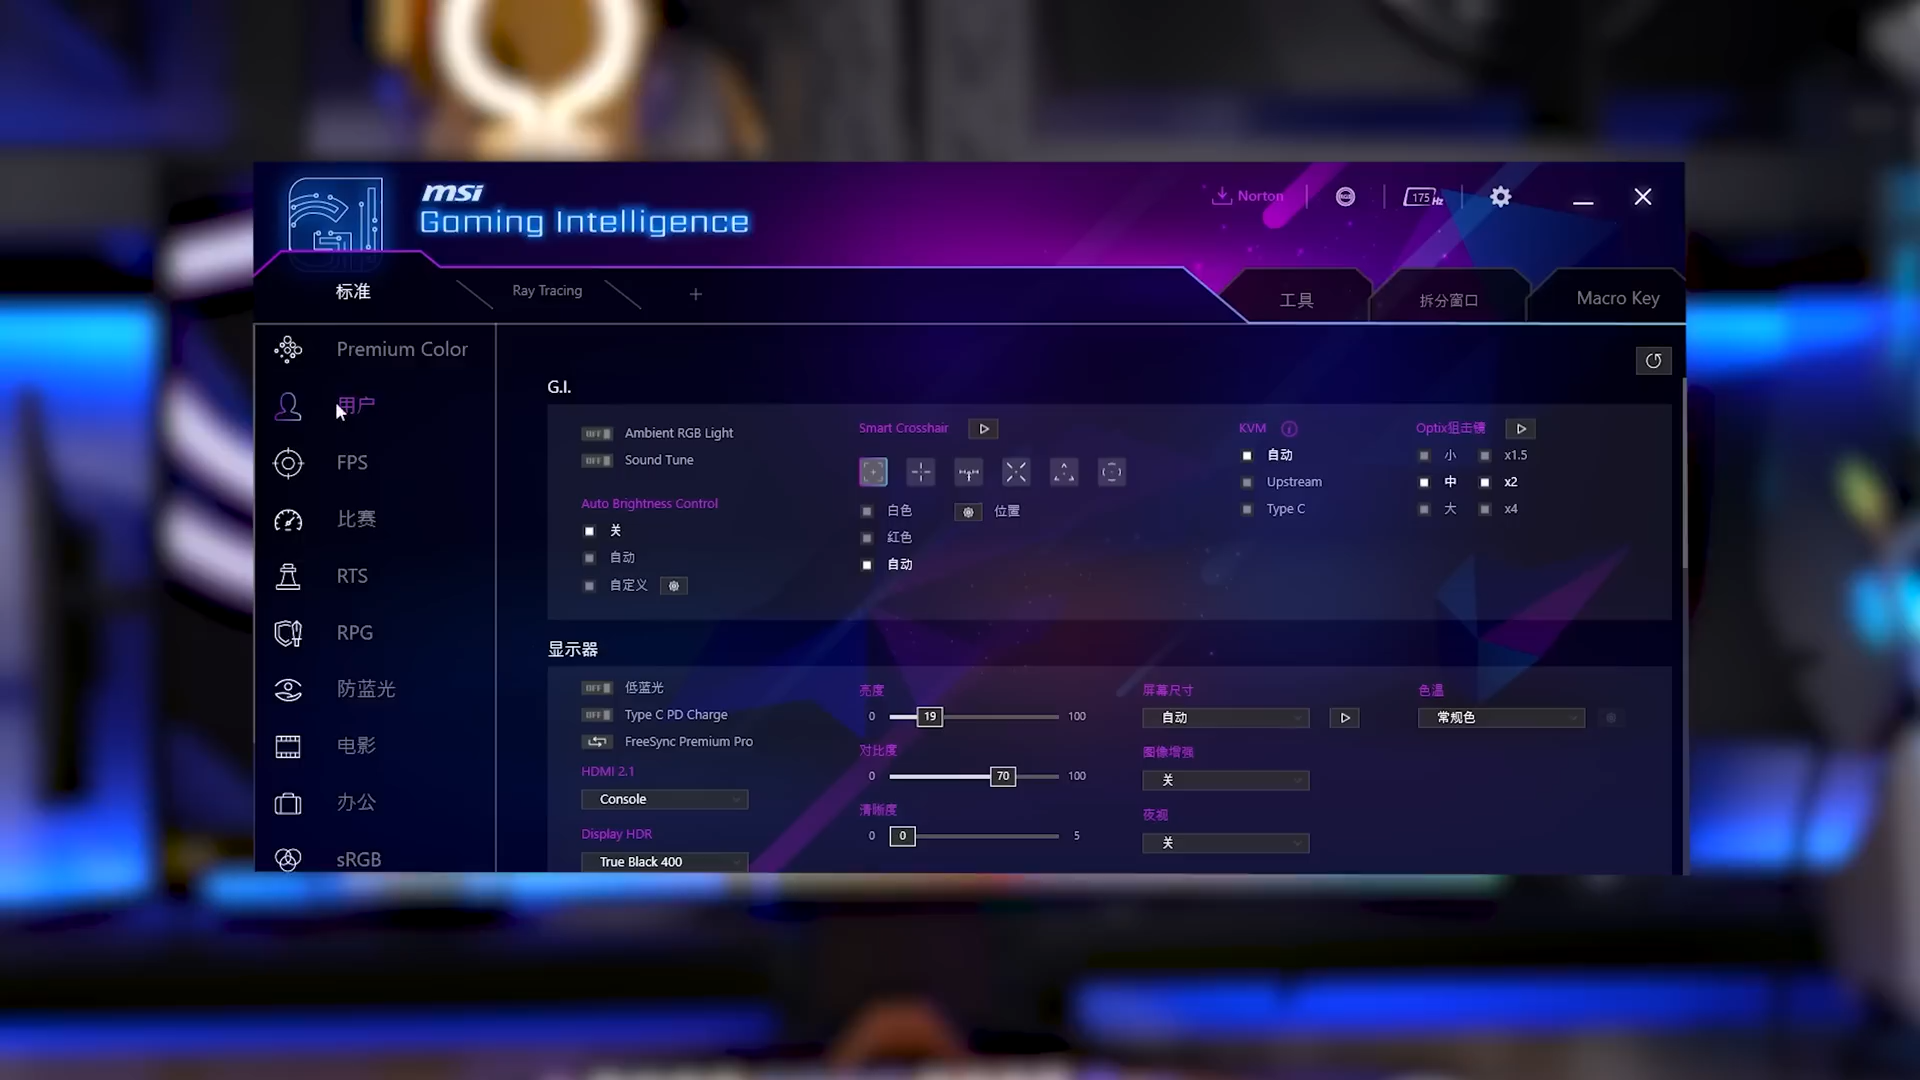 msi
Gaming Intelligence
Norton
175 Hz
标准
Ray Tracing
+
工具
拆分窗口
Macro Key
Premium Color
用户
FPS
比赛
RTS
RPG
防蓝光
电影
办公
sRGB
G.I.
OFF Ambient RGB Light
OFF Sound Tune
Auto Brightness Control
关
自动
自定义
Smart Crosshair
白色
位置
红色
自动
KVM
自动
Upstream
Type C
Optix狙击镜
小 x1.5
中 x2
大 x4
显示器
OFF 低蓝光
OFF Type C PD Charge
FreeSync Premium Pro
HDMI 2.1
Console
Display HDR
True Black 400
亮度
0 19 100
对比度
0 70 100
清晰度
0 0 5
屏幕尺寸
自动
图像增强
关
夜视
关
色温
常规色